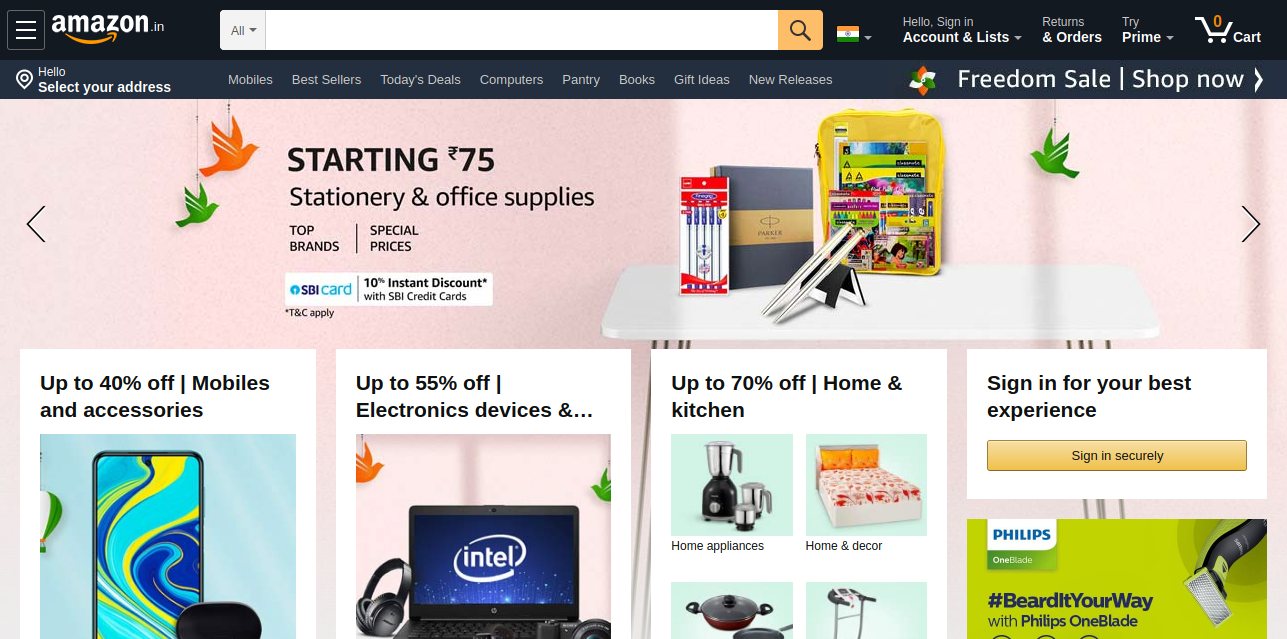 amazon.in
All
Hello, Sign in
Account & Lists
Returns
& Orders
Try
Prime
0
Cart
Hello
Select your address
Mobiles
Best Sellers
Today's Deals
Computers
Pantry
Books
Gift Ideas
New Releases
Freedom Sale | Shop now
STARTING ₹75
Stationery & office supplies
TOP
BRANDS
SPECIAL
PRICES
SBI card
10% Instant Discount*
with SBI Credit Cards
*T&C apply
PARKER
classmate
classmate
Up to 40% off | Mobiles
and accessories
Up to 55% off |
Electronics devices &…
intel
hp
Up to 70% off | Home &
kitchen
Home appliances
Home & decor
Sign in for your best
experience
Sign in securely
PHILIPS
OneBlade
#BeardItYourWay
with Philips OneBlade